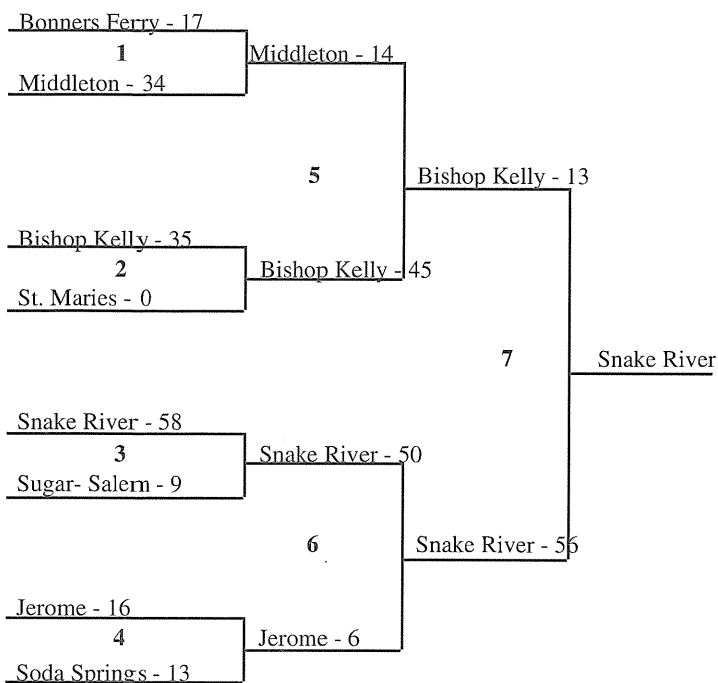 Bonners Ferry - 17
1
Middleton - 14
Middleton - 34
5
Bishop Kelly - 13
Bishop Kelly - 35
2
Bishop Kelly - 45
St. Maries - 0
7
Snake River
Snake River - 58
3
Snake River - 50
Sugar- Salem - 9
6
Snake River - 56
Jerome - 16
4
Jerome - 6
Soda Springs - 13